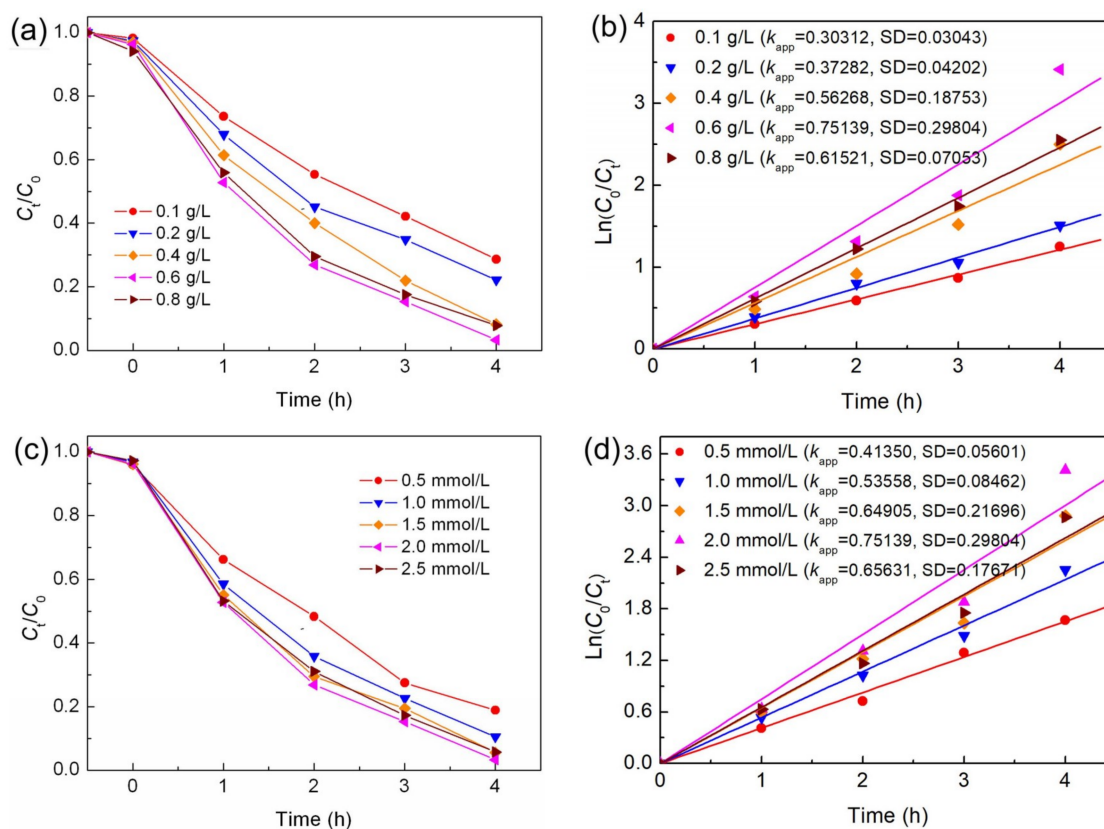 (a)
1.0
0.8
0.6
0.4
0.2
0.0
Ct/C0
0.1 g/L
0.2 g/L
0.4 g/L
0.6 g/L
0.8 g/L
0 1 2 3 4
Time (h)
(b)
4
3
2
1
0
Ln(C0/Ct)
0.1 g/L (kapp=0.30312, SD=0.03043)
0.2 g/L (kapp=0.37282, SD=0.04202)
0.4 g/L (kapp=0.56268, SD=0.18753)
0.6 g/L (kapp=0.75139, SD=0.29804)
0.8 g/L (kapp=0.61521, SD=0.07053)
0 1 2 3 4
Time (h)
(c)
1.0
0.8
0.6
0.4
0.2
0.0
Ct/C0
0.5 mmol/L
1.0 mmol/L
1.5 mmol/L
2.0 mmol/L
2.5 mmol/L
0 1 2 3 4
Time (h)
(d)
3.6
3.0
2.4
1.8
1.2
0.6
0.0
Ln(C0/Ct)
0.5 mmol/L (kapp=0.41350, SD=0.05601)
1.0 mmol/L (kapp=0.53558, SD=0.08462)
1.5 mmol/L (kapp=0.64905, SD=0.21696)
2.0 mmol/L (kapp=0.75139, SD=0.29804)
2.5 mmol/L (kapp=0.65631, SD=0.17671)
0 1 2 3 4
Time (h)